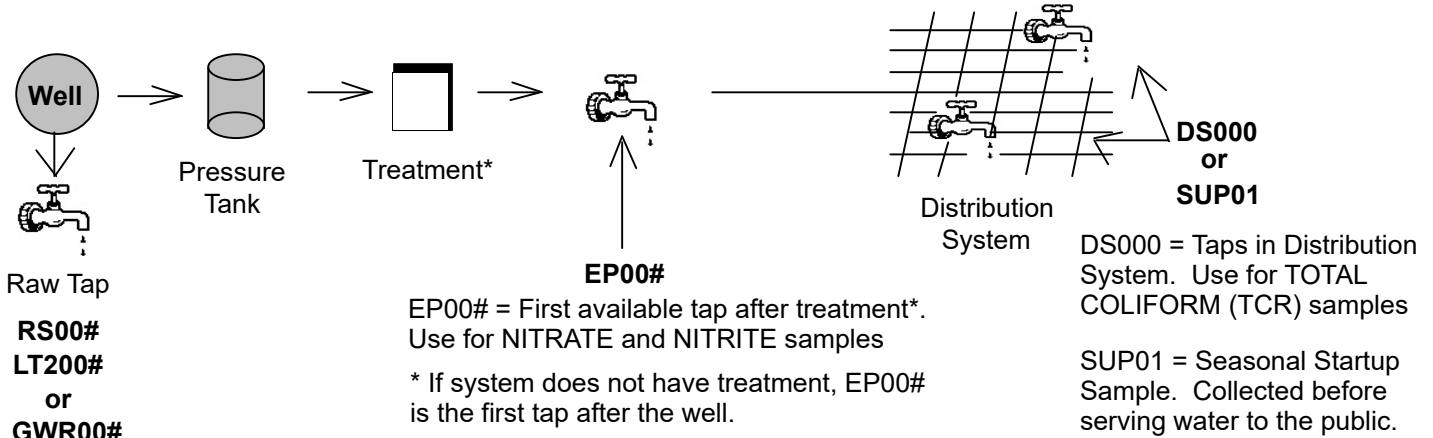 Well
Pressure
Tank
Treatment*
Raw Tap
RS00#
LT200#
or
GWR00#
EP00#
EP00# = First available tap after treatment*.
Use for NITRATE and NITRITE samples
* If system does not have treatment, EP00#
is the first tap after the well.
Distribution
System
DS000
or
SUP01
DS000 = Taps in Distribution
System. Use for TOTAL
COLIFORM (TCR) samples
SUP01 = Seasonal Startup
Sample. Collected before
serving water to the public.